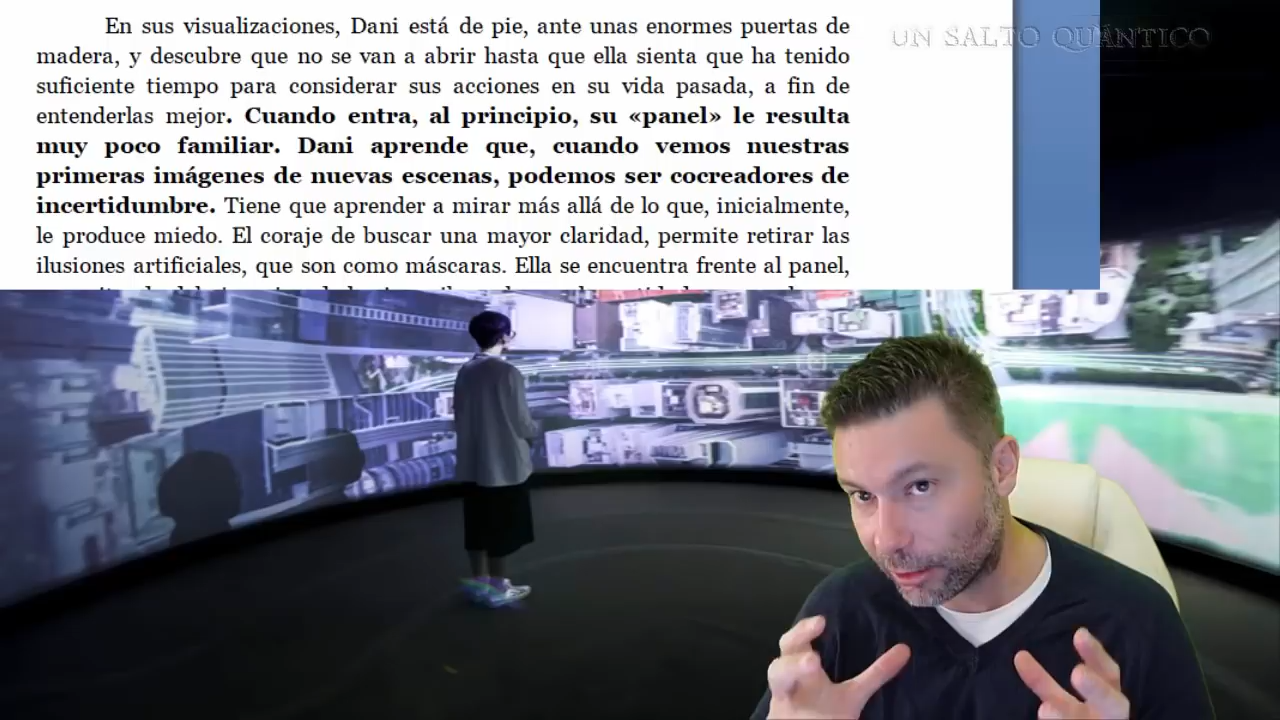 En sus visualizaciones, Dani está de pie, ante unas enormes puertas de
madera, y descubre que no se van a abrir hasta que ella sienta que ha tenido
suficiente tiempo para considerar sus acciones en su vida pasada, a fin de
entenderlas mejor. Cuando entra, al principio, su «panel» le resulta
muy poco familiar. Dani aprende que, cuando vemos nuestras
primeras imágenes de nuevas escenas, podemos ser cocreadores de
incertidumbre. Tiene que aprender a mirar más allá de lo que, inicialmente,
le produce miedo. El coraje de buscar una mayor claridad, permite retirar las
ilusiones artificiales, que son como máscaras. Ella se encuentra frente al panel,
UN SALTO QUÁNTICO